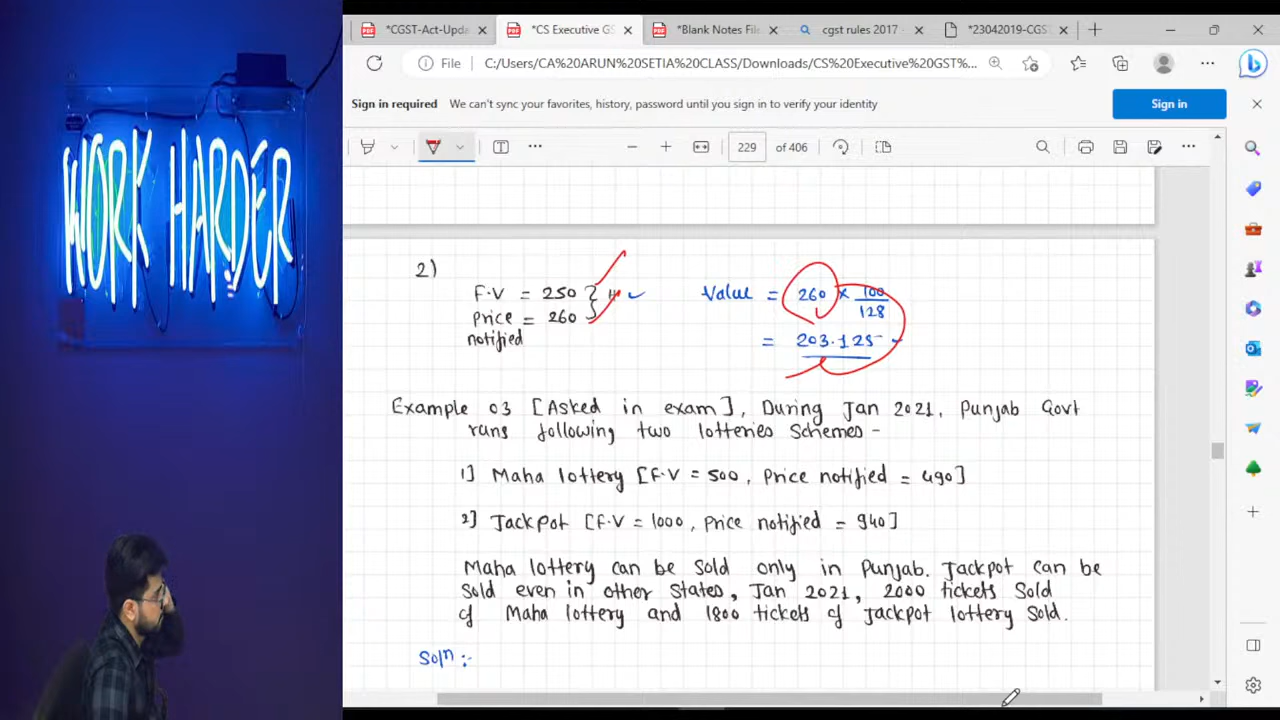 *CGST-Act-Upda
*CS Executive GS
*Blank Notes File
cgst rules 2017
*23042019-CGST
File
C:/Users/CA%20ARUN%20SETIA%20CLASS/Downloads/CS%20Executive%20GST%...
Sign in required
We can't sync your favorites, history, password until you sign in to verify your identity
Sign in
229 of 406
WORK HARDER
2)
F.V = 250
Price = 260
notified
Value = 260 × 100/128
= 203.125
Example 03 [Asked in exam], During Jan 2021, Punjab Govt
runs following two lotteries Schemes -
1] Maha lottery [F.V = 500, Price notified = 490]
2] Jackpot [F.V = 1000, Price notified = 940]
Maha lottery can be Sold only in Punjab. Jackpot can be
Sold even in other States, Jan 2021, 2000 tickets Sold
of Maha lottery and 1800 tickets of Jackpot lottery Sold.
Soln :-